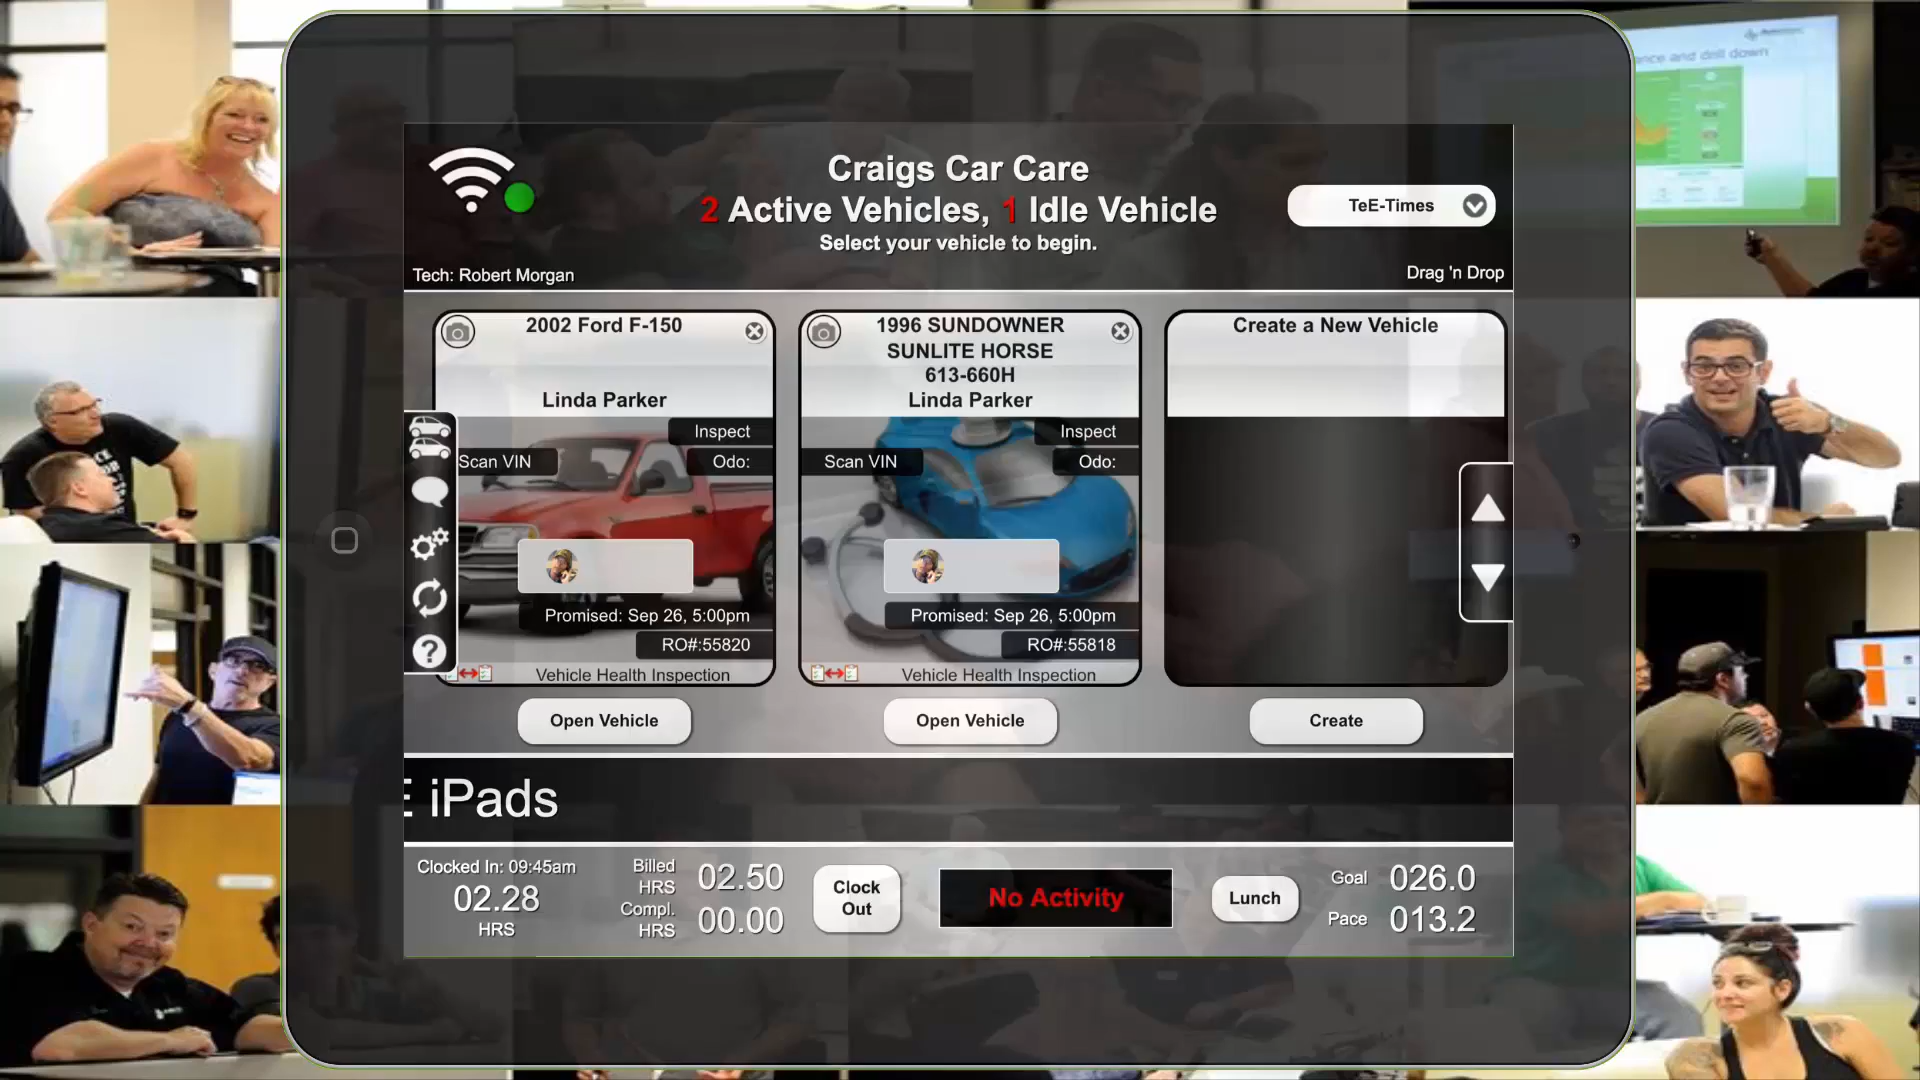 Craigs Car Care
2 Active Vehicles, 1 Idle Vehicle
Select your vehicle to begin.
TeE-Times
Tech: Robert Morgan
Drag 'n Drop
2002 Ford F-150
Linda Parker
Inspect
Scan VIN
Odo:
Promised: Sep 26, 5:00pm
RO#:55820
Vehicle Health Inspection
Open Vehicle
1996 SUNDOWNER
SUNLITE HORSE
613-660H
Linda Parker
Inspect
Scan VIN
Odo:
Promised: Sep 26, 5:00pm
RO#:55818
Vehicle Health Inspection
Open Vehicle
Create a New Vehicle
Create
?
iPads
Clocked In: 09:45am
02.28
HRS
Billed
HRS
02.50
Compl.
HRS
00.00
Clock
Out
No Activity
Lunch
Goal
026.0
Pace
013.2
and drill down